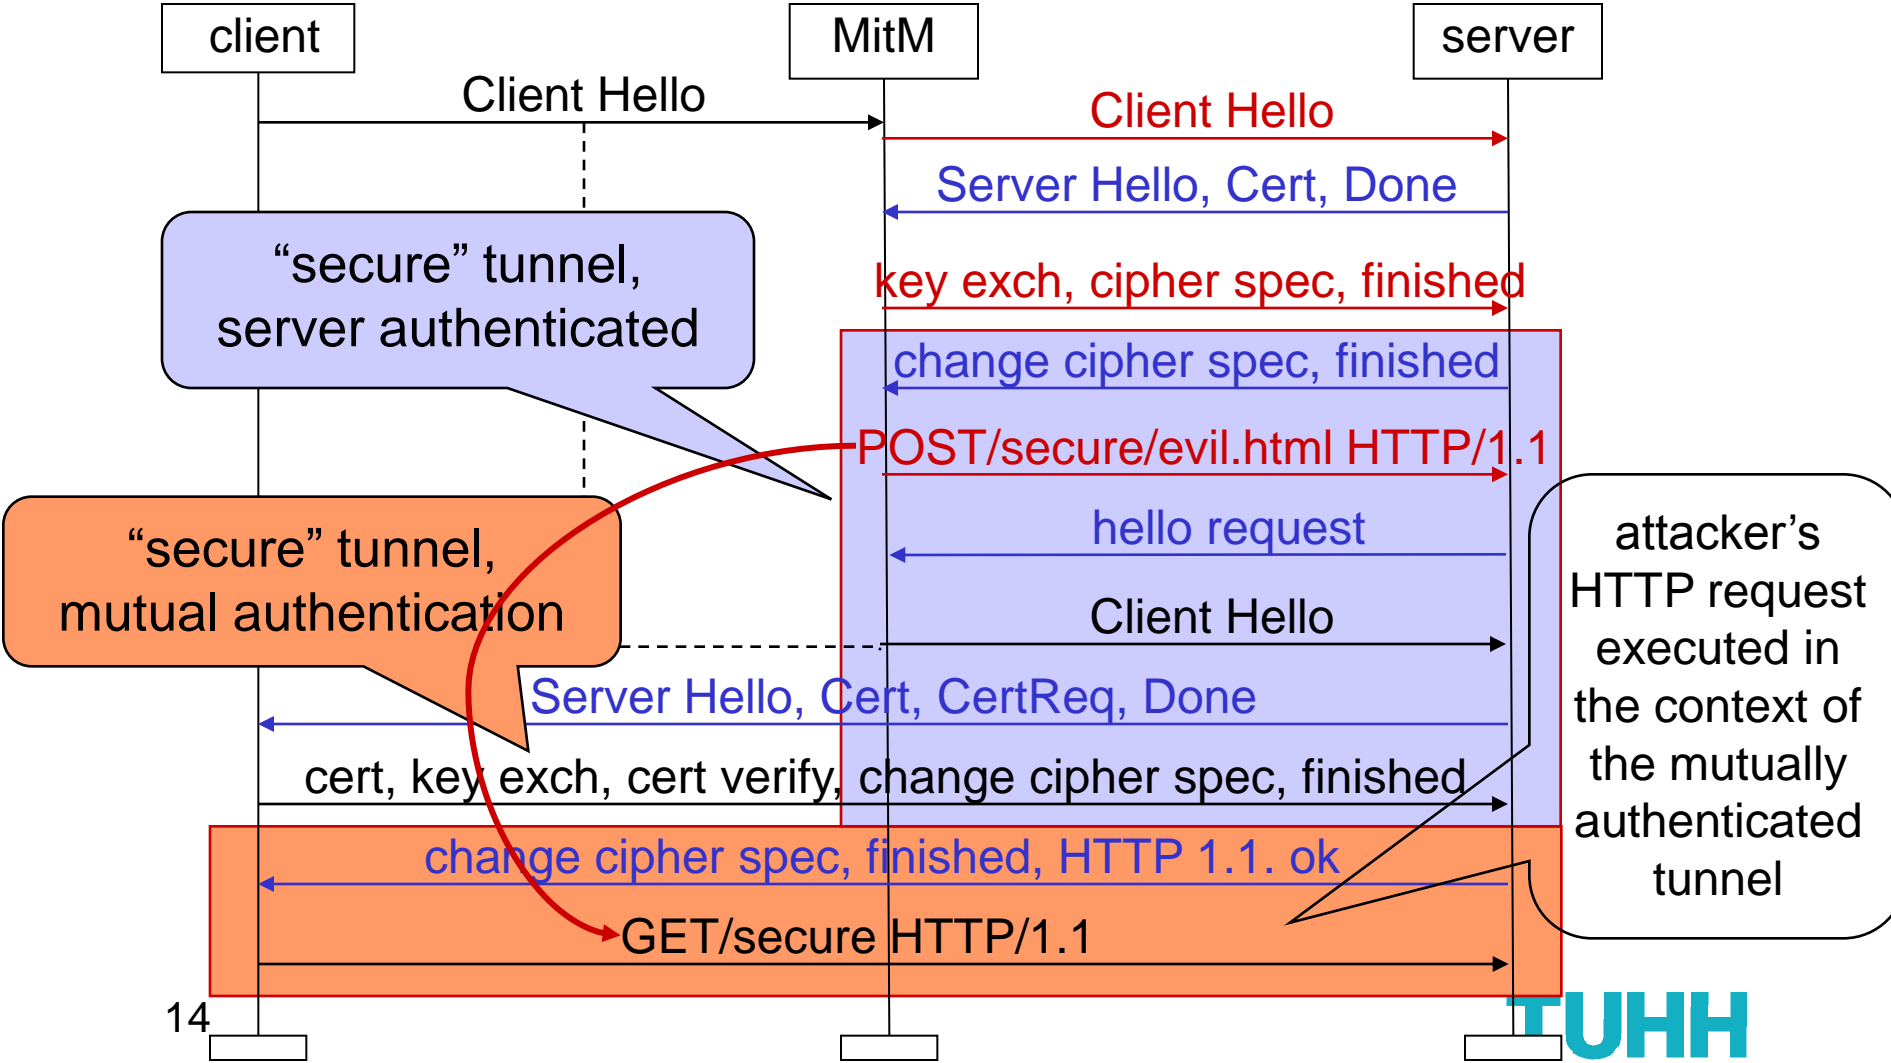 client
MitM
server
Client Hello
Client Hello
Server Hello, Cert, Done
“secure” tunnel,
server authenticated
key exch, cipher spec, finished
change cipher spec, finished
POST/secure/evil.html HTTP/1.1
hello request
“secure” tunnel,
mutual authentication
Client Hello
Server Hello, Cert, CertReq, Done
cert, key exch, cert verify, change cipher spec, finished
change cipher spec, finished, HTTP 1.1. ok
GET/secure HTTP/1.1
attacker’s
HTTP request
executed in
the context of
the mutually
authenticated
tunnel
14
TUHH